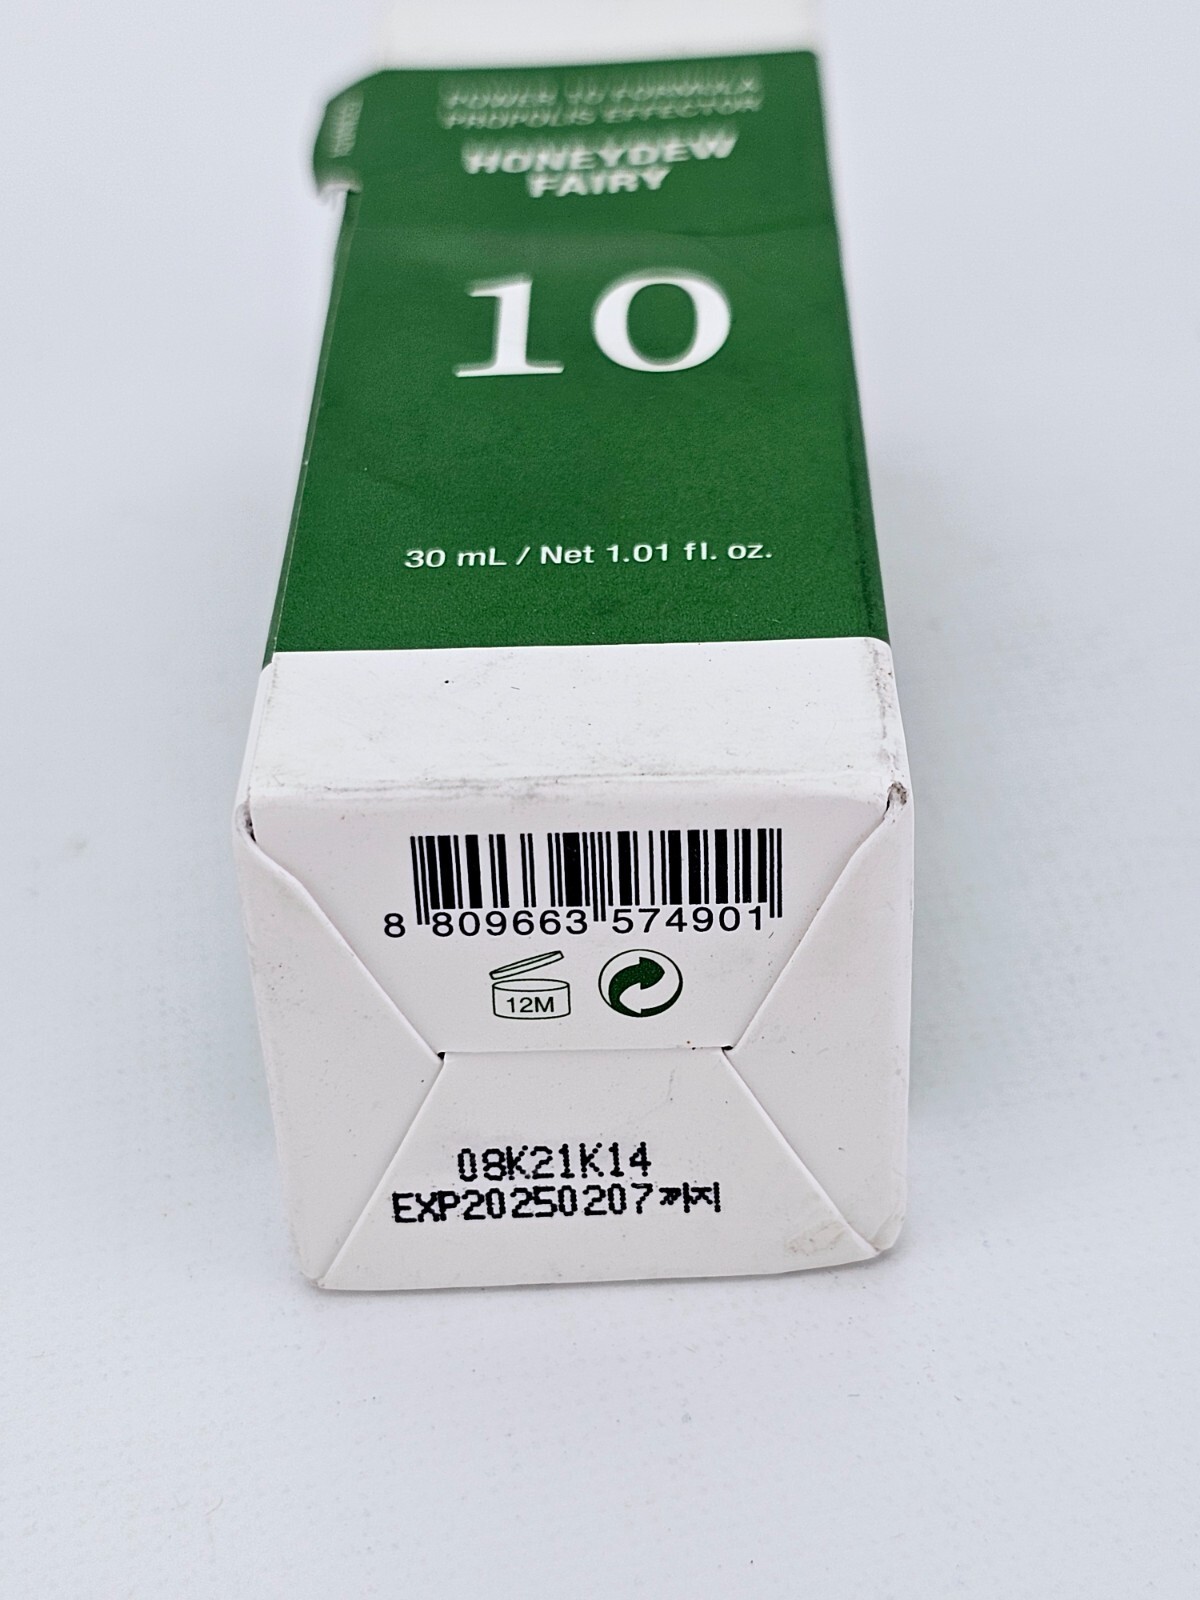 POWER 10 FORMULA
PROPOLIS EFFECTOR
HONEYDEW
FAIRY
10
30 mL / Net 1.01 fl. oz.
8 809663 574901
12M
08K21K14
EXP20250207까지